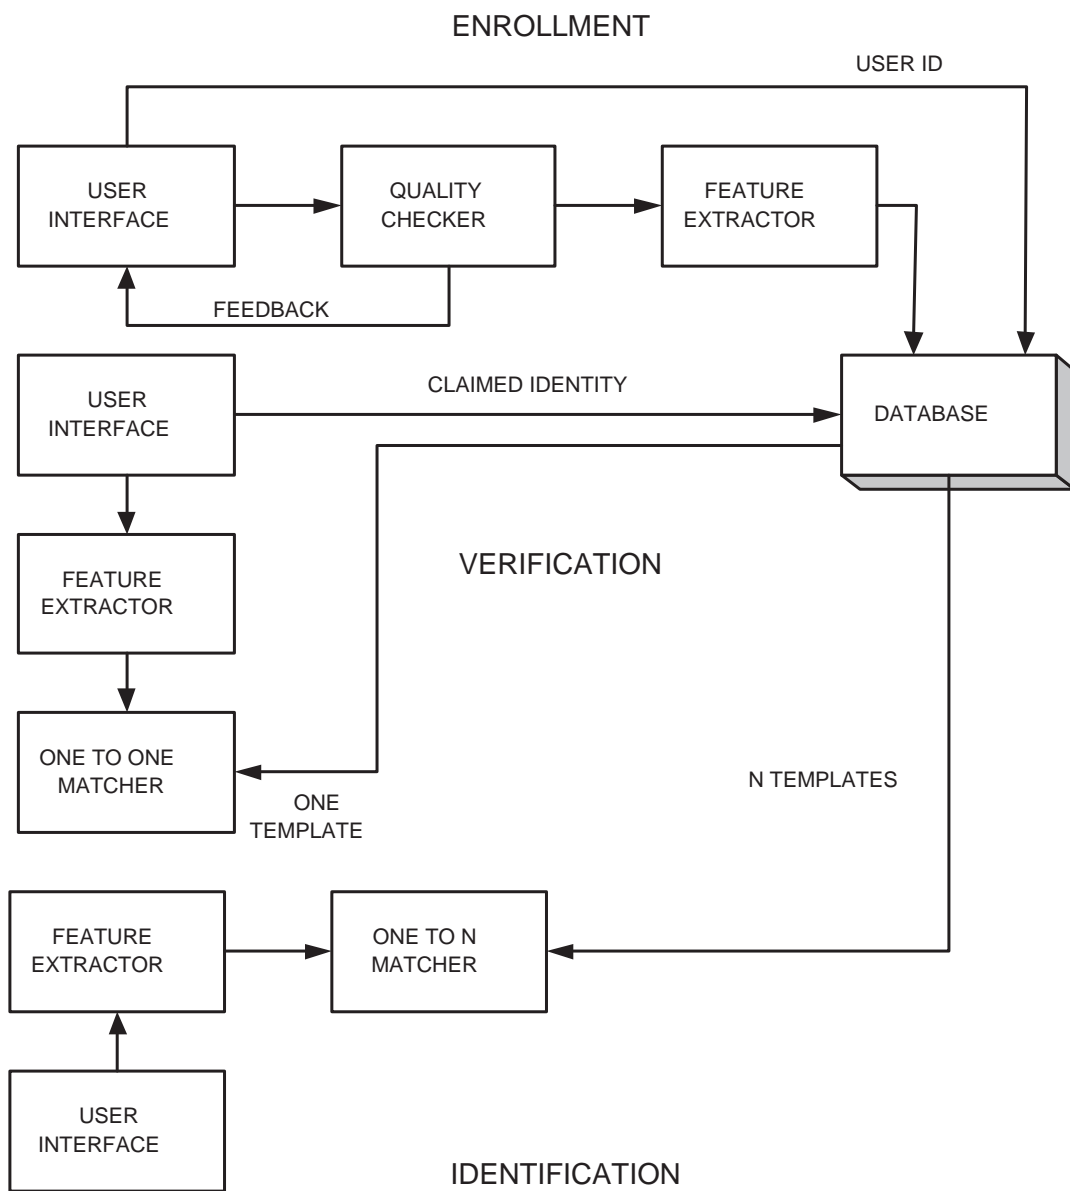 ENROLLMENT
USER ID
USER
INTERFACE
QUALITY
CHECKER
FEATURE
EXTRACTOR
FEEDBACK
USER
INTERFACE
CLAIMED IDENTITY
DATABASE
FEATURE
EXTRACTOR
VERIFICATION
ONE TO ONE
MATCHER
ONE
TEMPLATE
N TEMPLATES
FEATURE
EXTRACTOR
ONE TO N
MATCHER
USER
INTERFACE
IDENTIFICATION